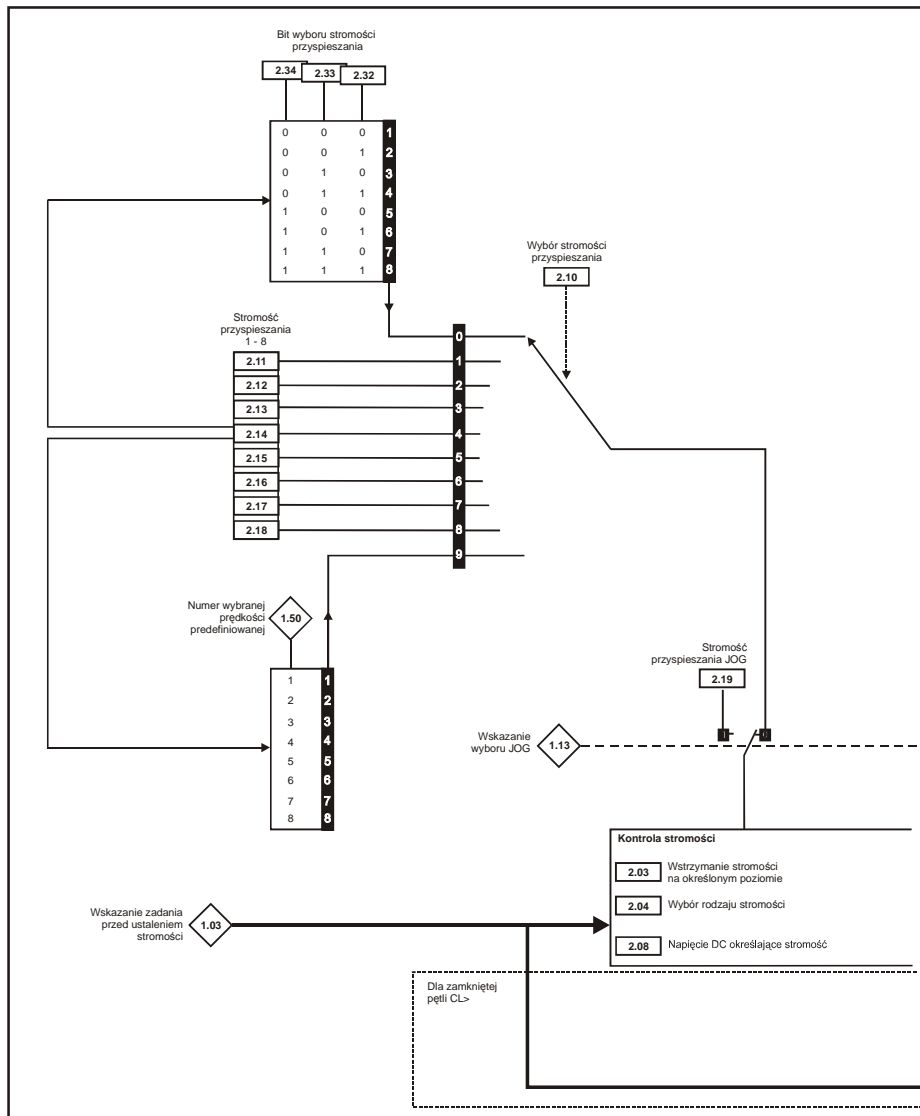 Bit wyboru stromości
przyspieszania
2.34 2.33 2.32
0 0 0 1
0 0 1 2
0 1 0 3
0 1 1 4
1 0 0 5
1 0 1 6
1 1 0 7
1 1 1 8
Wybór stromości
przyspieszania
2.10
Stromość
przyspieszania
1 - 8
0
2.11 1
2.12 2
2.13 3
2.14 4
2.15 5
2.16 6
2.17 7
2.18 8
9
Numer wybranej
prędkości
predefiniowanej
1.50
1 1
2 2
3 3
4 4
5 5
6 6
7 7
8 8
Stromość
przyspieszania JOG
2.19
1 0
Wskazanie
wyboru JOG
1.13
Kontrola stromości
2.03 Wstrzymanie stromości
na określonym poziomie
2.04 Wybór rodzaju stromości
2.08 Napięcie DC określające stromość
Wskazanie zadania
przed ustaleniem
stromości
1.03
Dla zamkniętej
pętli CL>